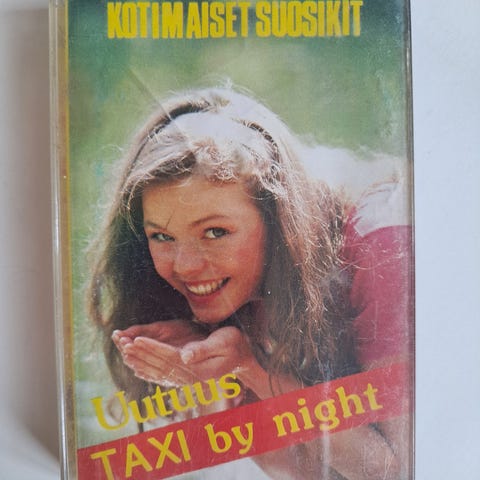 KOTIMAISET SUOSIKIT
Uutuus
TAXI by night